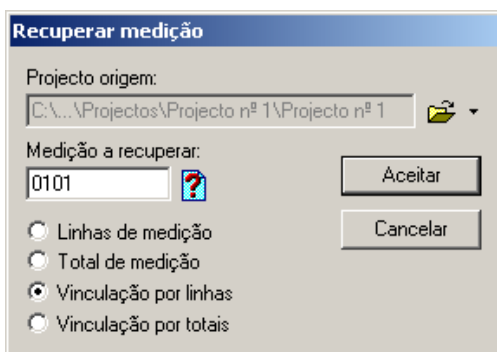 Recuperar medição
Projecto origem:
C:\...\Projectos\Projecto nº 1\Projecto nº 1
Medição a recuperar:
0101
Aceitar
Linhas de medição
Cancelar
Total de medição
Vinculação por linhas
Vinculação por totais